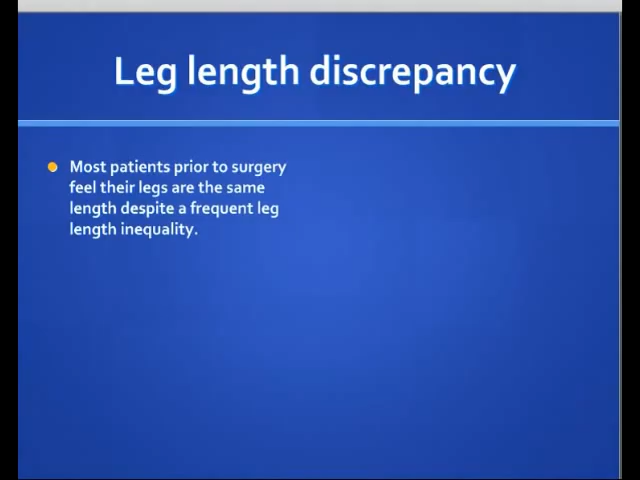 Leg length discrepancy
Most patients prior to surgery
feel their legs are the same
length despite a frequent leg
length inequality.